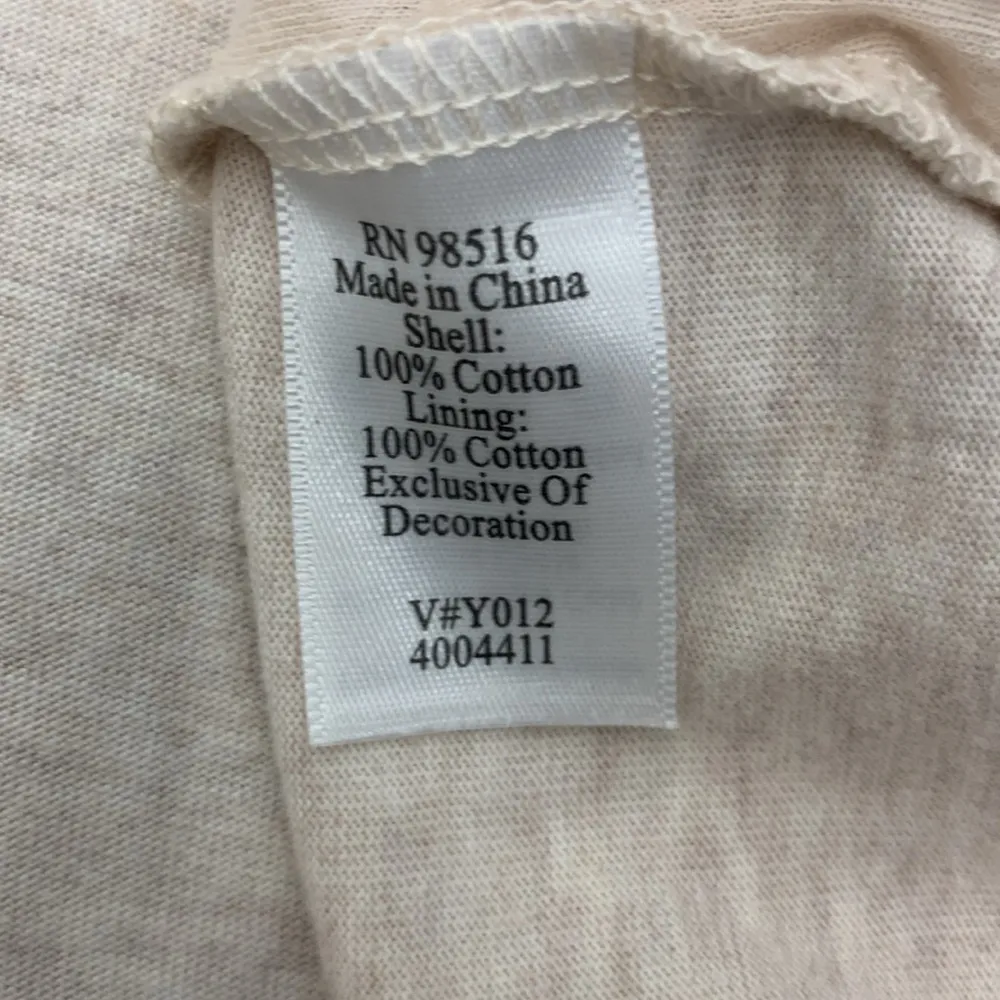 RN 98516
Made in China
Shell:
100% Cotton
Lining:
100% Cotton
Exclusive Of
Decoration
V#Y012
4004411